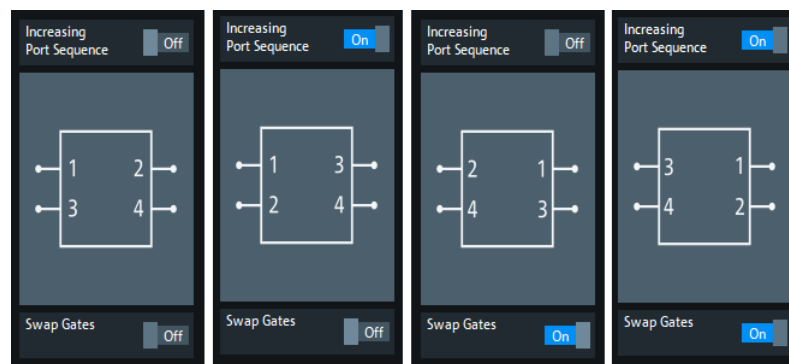 Increasing
Port Sequence Off
1 2
3 4
Swap Gates Off
Increasing
Port Sequence On
1 3
2 4
Swap Gates Off
Increasing
Port Sequence Off
2 1
4 3
Swap Gates On
Increasing
Port Sequence On
3 1
4 2
Swap Gates On